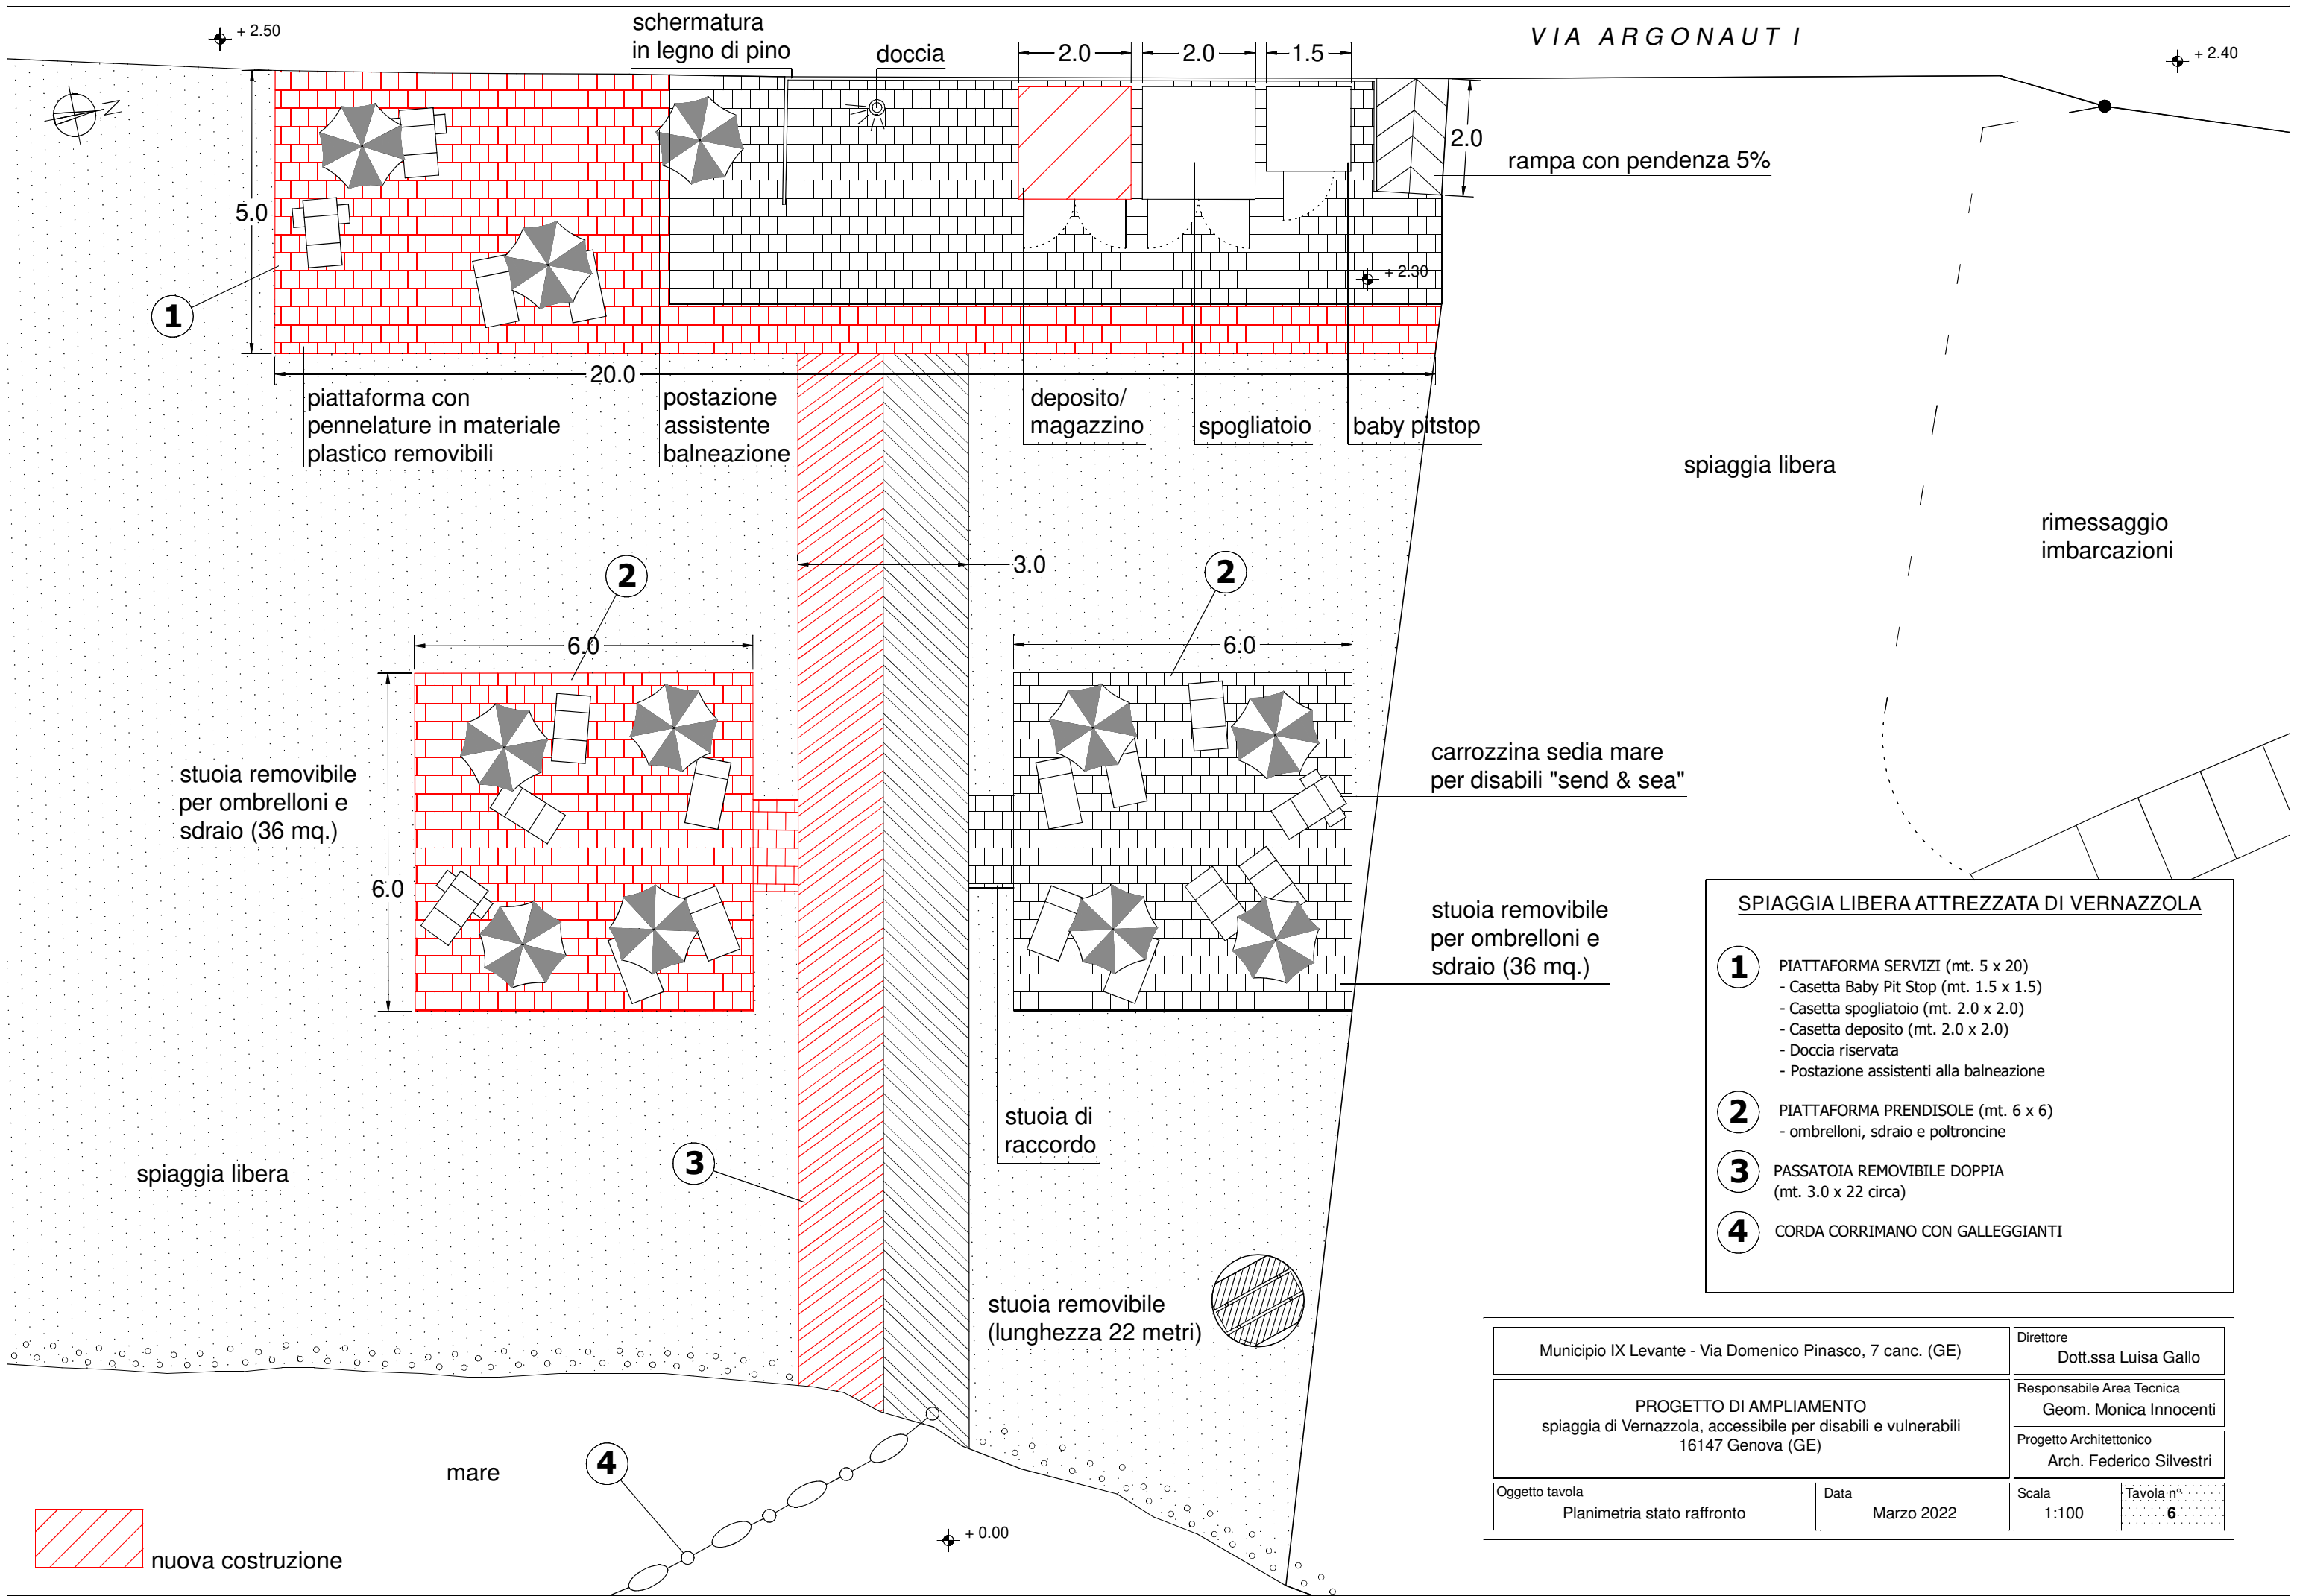 + 2.50
schermatura
in legno di pino
doccia
2.0
2.0
1.5
VIA ARGONAUTI
+ 2.40
N
2.0
rampa con pendenza 5%
5.0
+ 2.30
1
20.0
piattaforma con
pennelature in materiale
plastico removibili
postazione
assistente
balneazione
deposito/
magazzino
spogliatoio
baby pitstop
spiaggia libera
rimessaggio
imbarcazioni
2
3.0
2
6.0
6.0
stuoia removibile
per ombrelloni e
sdraio (36 mq.)
6.0
carrozzina sedia mare
per disabili "send & sea"
stuoia removibile
per ombrelloni e
sdraio (36 mq.)
stuoia di
raccordo
3
spiaggia libera
stuoia removibile
(lunghezza 22 metri)
mare
4
+ 0.00
nuova costruzione
SPIAGGIA LIBERA ATTREZZATA DI VERNAZZOLA
1 PIATTAFORMA SERVIZI (mt. 5 x 20)
- Casetta Baby Pit Stop (mt. 1.5 x 1.5)
- Casetta spogliatoio (mt. 2.0 x 2.0)
- Casetta deposito (mt. 2.0 x 2.0)
- Doccia riservata
- Postazione assistenti alla balneazione
2 PIATTAFORMA PRENDISOLE (mt. 6 x 6)
- ombrelloni, sdraio e poltroncine
3 PASSATOIA REMOVIBILE DOPPIA
(mt. 3.0 x 22 circa)
4 CORDA CORRIMANO CON GALLEGGIANTI
Municipio IX Levante - Via Domenico Pinasco, 7 canc. (GE)
Direttore
Dott.ssa Luisa Gallo
PROGETTO DI AMPLIAMENTO
spiaggia di Vernazzola, accessibile per disabili e vulnerabili
16147 Genova (GE)
Responsabile Area Tecnica
Geom. Monica Innocenti
Progetto Architettonico
Arch. Federico Silvestri
Oggetto tavola
Planimetria stato raffronto
Data
Marzo 2022
Scala
1:100
Tavola n°
6